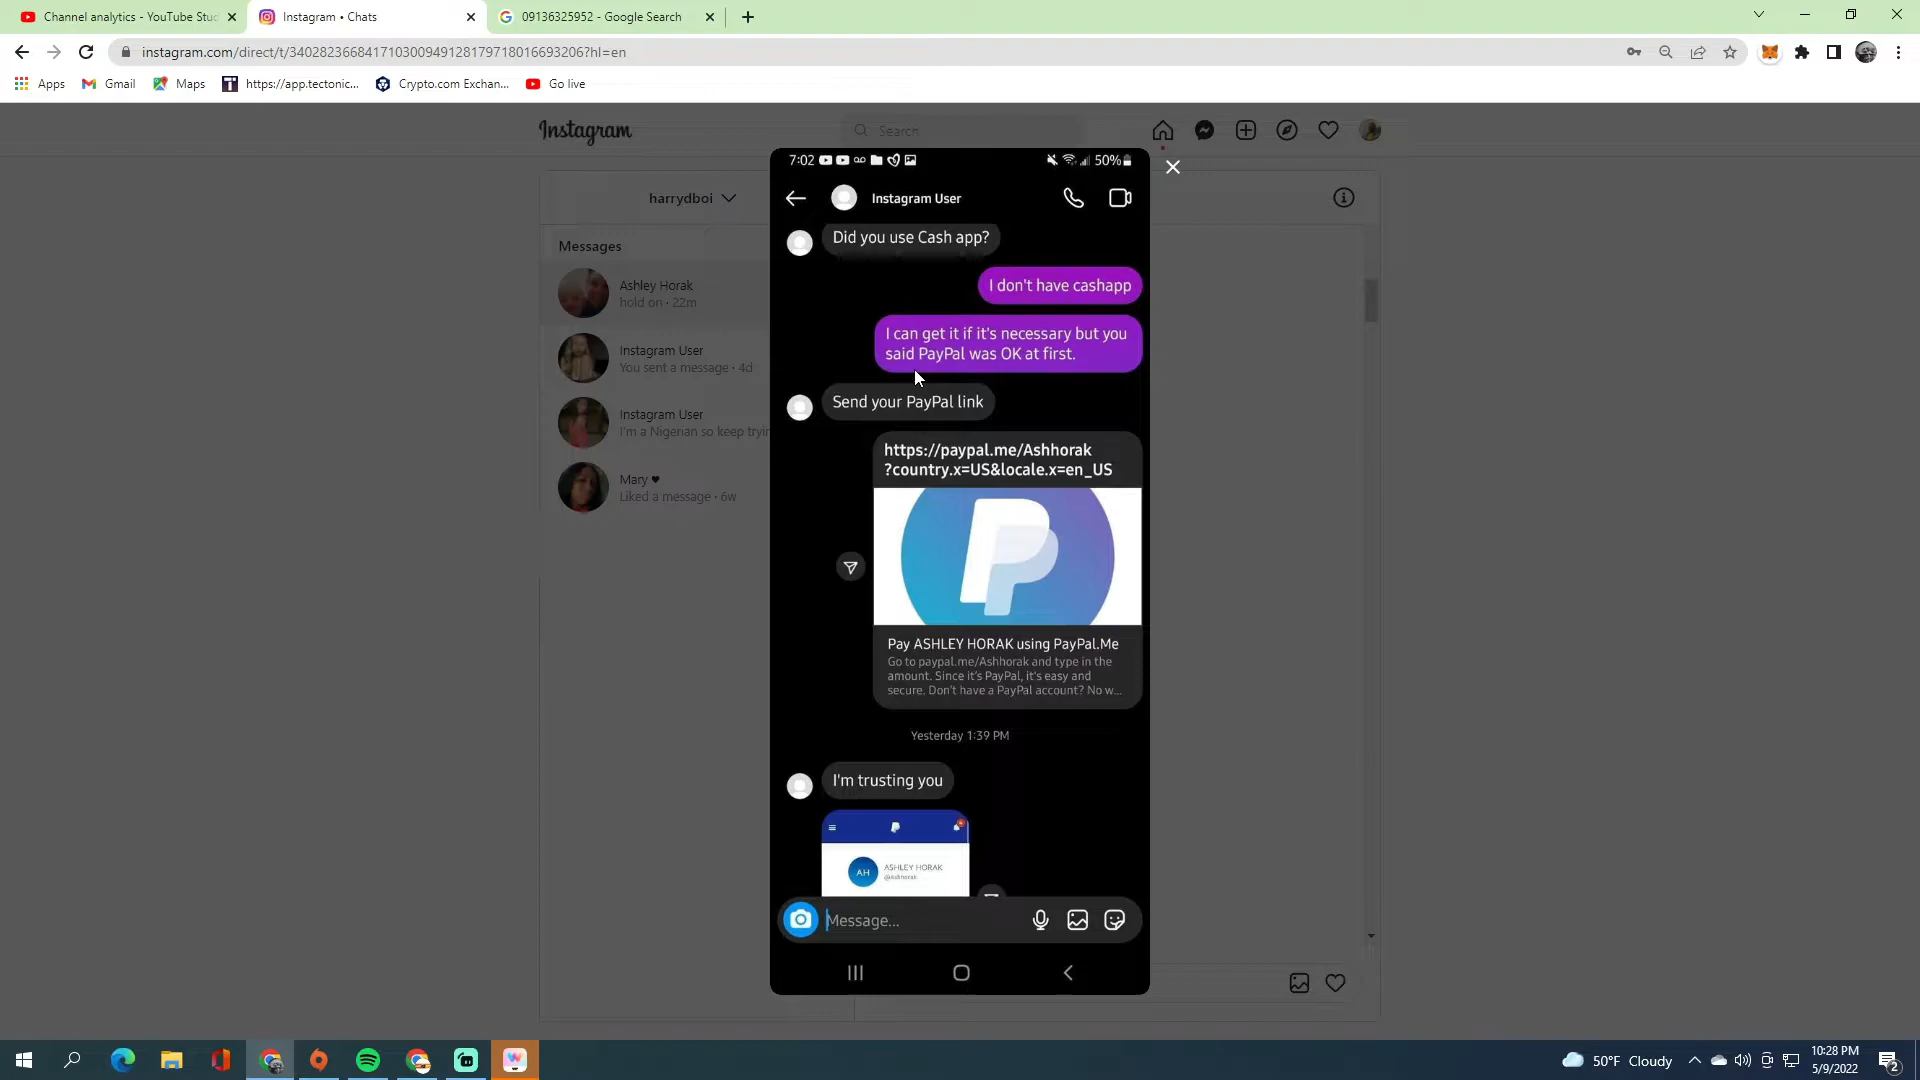 Channel analytics - YouTube Stu
Instagram • Chats
09136325952 - Google Search
instagram.com/direct/t/340282366841710300949128179718016693206?hl=en
Apps
Gmail
Maps
https://app.tectonic...
Crypto.com Exchan...
Go live
Instagram
Search
harrydboi
Messages
Ashley Horak
hold on • 22m
Instagram User
You sent a message • 4d
Instagram User
I'm a Nigerian so keep tryin
Mary ♥
Liked a message • 6w
7:02
50%
Instagram User
Did you use Cash app?
I don't have cashapp
I can get it if it's necessary but you
said PayPal was OK at first.
Send your PayPal link
https://paypal.me/Ashhorak
?country.x=US&locale.x=en_US
Pay ASHLEY HORAK using PayPal.Me
Go to paypal.me/Ashhorak and type in the
amount. Since it's PayPal, it's easy and
secure. Don't have a PayPal account? No w...
Yesterday 1:39 PM
I'm trusting you
AH
ASHLEY HORAK
@Ashhorak
Message...
50°F Cloudy
10:28 PM
5/9/2022
2